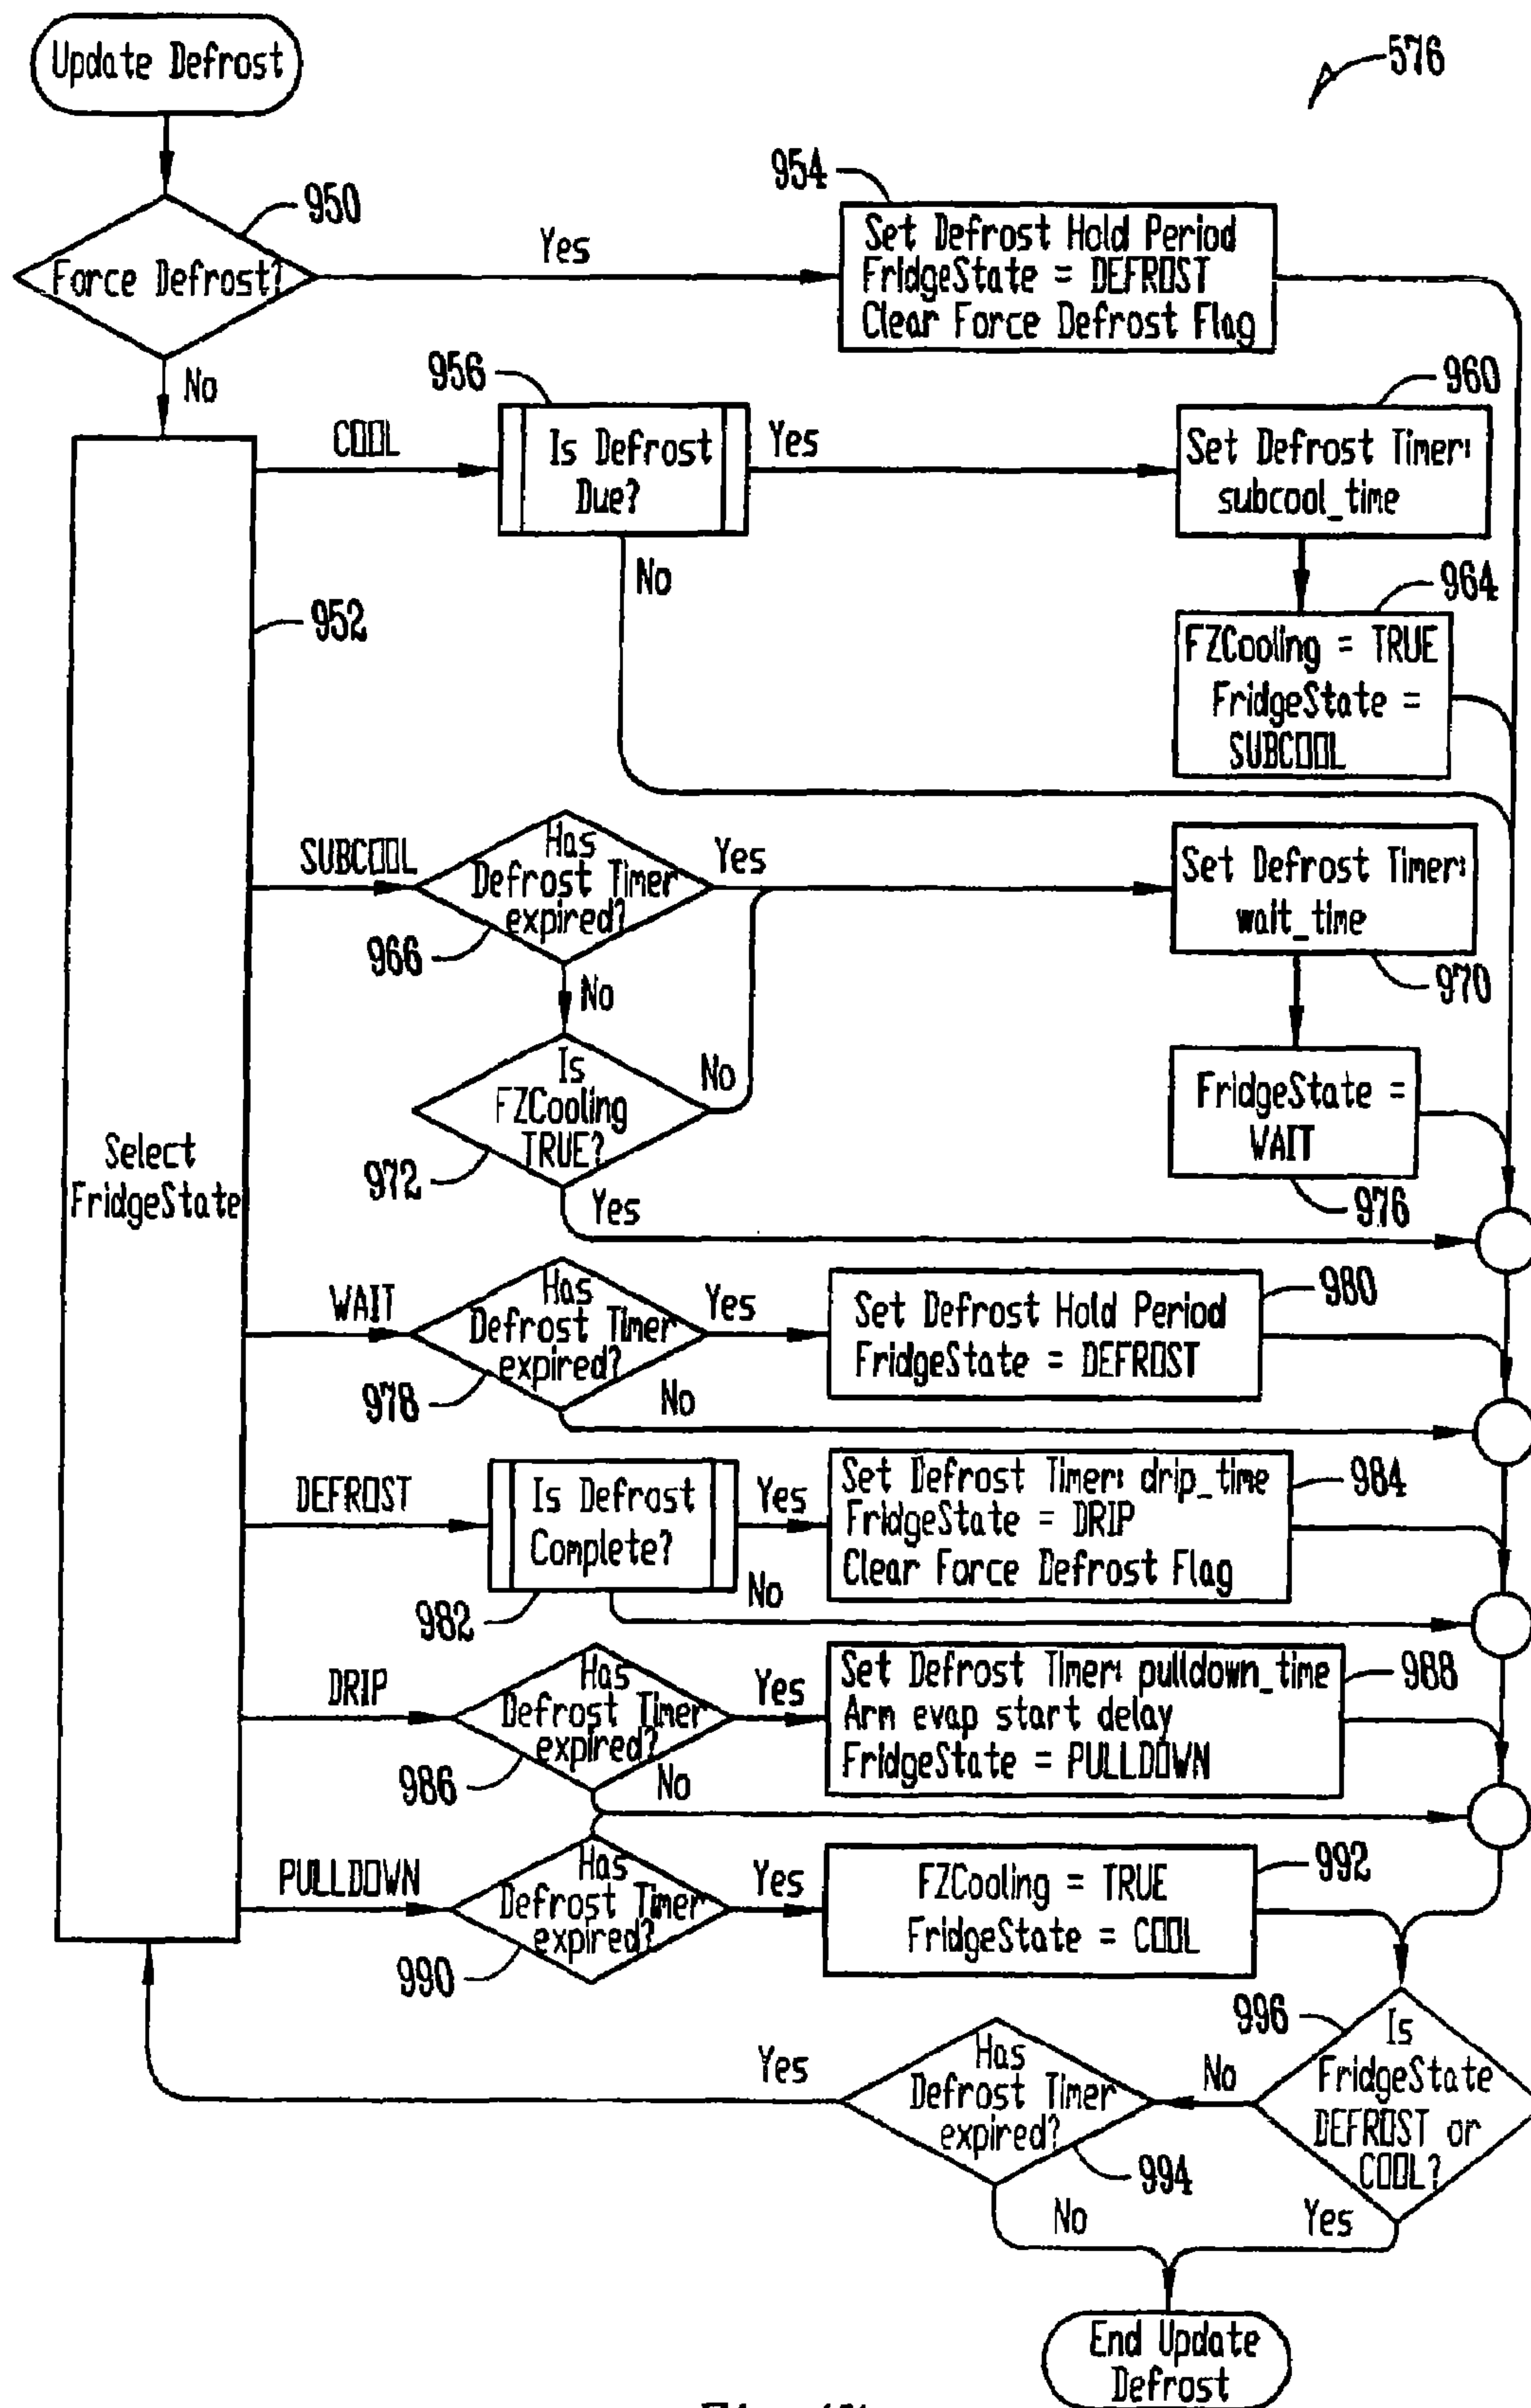 Update Defrost
576
950
Force Defrost?
Yes
954
Set Defrost Hold Period
FridgeState = DEFROST
Clear Force Defrost Flag
No
952
Select
FridgeState
COOL
956
Is Defrost
Due?
Yes
No
960
Set Defrost Timer:
subcool_time
964
FZCooling = TRUE
FridgeState =
SUBCOOL
SUBCOOL
Has
Defrost Timer
expired?
966
Yes
No
Is
FZCooling
TRUE?
972
No
Yes
Set Defrost Timer:
wait_time
970
FridgeState =
WAIT
976
WAIT
Has
Defrost Timer
expired?
978
Yes
No
Set Defrost Hold Period
FridgeState = DEFROST
980
DEFROST
Is Defrost
Complete?
982
Yes
No
Set Defrost Timer: drip_time
FridgeState = DRIP
Clear Force Defrost Flag
984
DRIP
Has
Defrost Timer
expired?
986
Yes
No
Set Defrost Timer: pulldown_time
Arm evap start delay
FridgeState = PULLDOWN
988
PULLDOWN
Has
Defrost Timer
expired?
990
Yes
FZCooling = TRUE
FridgeState = COOL
992
996
Is
FridgeState
DEFROST or
COOL?
No
Yes
Has
Defrost Timer
expired?
994
Yes
No
End Update
Defrost